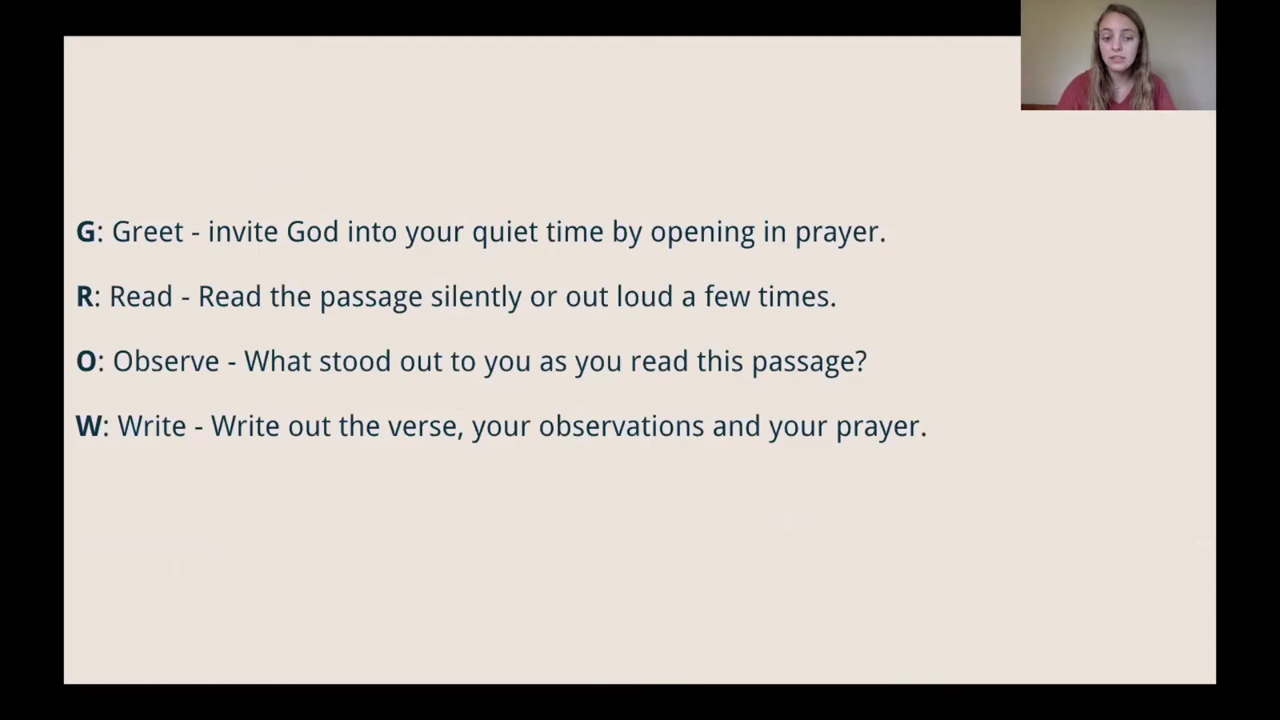 G: Greet - invite God into your quiet time by opening in prayer.
R: Read - Read the passage silently or out loud a few times.
O: Observe - What stood out to you as you read this passage?
W: Write - Write out the verse, your observations and your prayer.